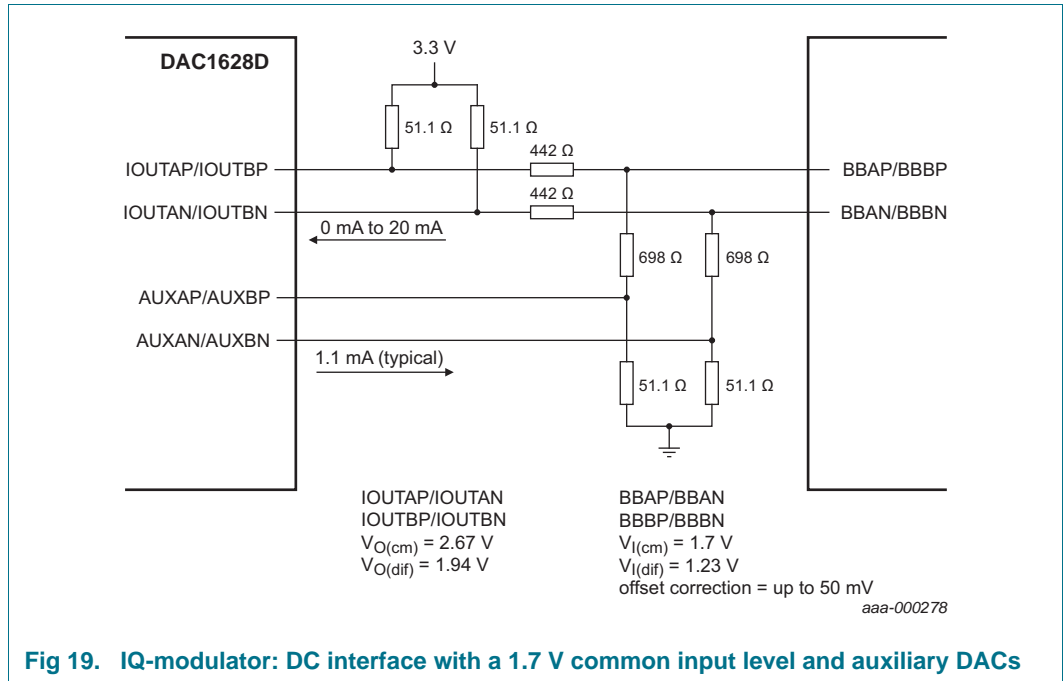 DAC1628D
3.3 V
51.1 Ω
51.1 Ω
442 Ω
IOUTAP/IOUTBP
BBAP/BBBP
442 Ω
IOUTAN/IOUTBN
BBAN/BBBN
0 mA to 20 mA
698 Ω
698 Ω
AUXAP/AUXBP
AUXAN/AUXBN
1.1 mA (typical)
51.1 Ω
51.1 Ω
IOUTAP/IOUTAN
IOUTBP/IOUTBN
VO(cm) = 2.67 V
VO(dif) = 1.94 V
BBAP/BBAN
BBBP/BBBN
VI(cm) = 1.7 V
VI(dif) = 1.23 V
offset correction = up to 50 mV
aaa-000278
Fig 19. IQ-modulator: DC interface with a 1.7 V common input level and auxiliary DACs